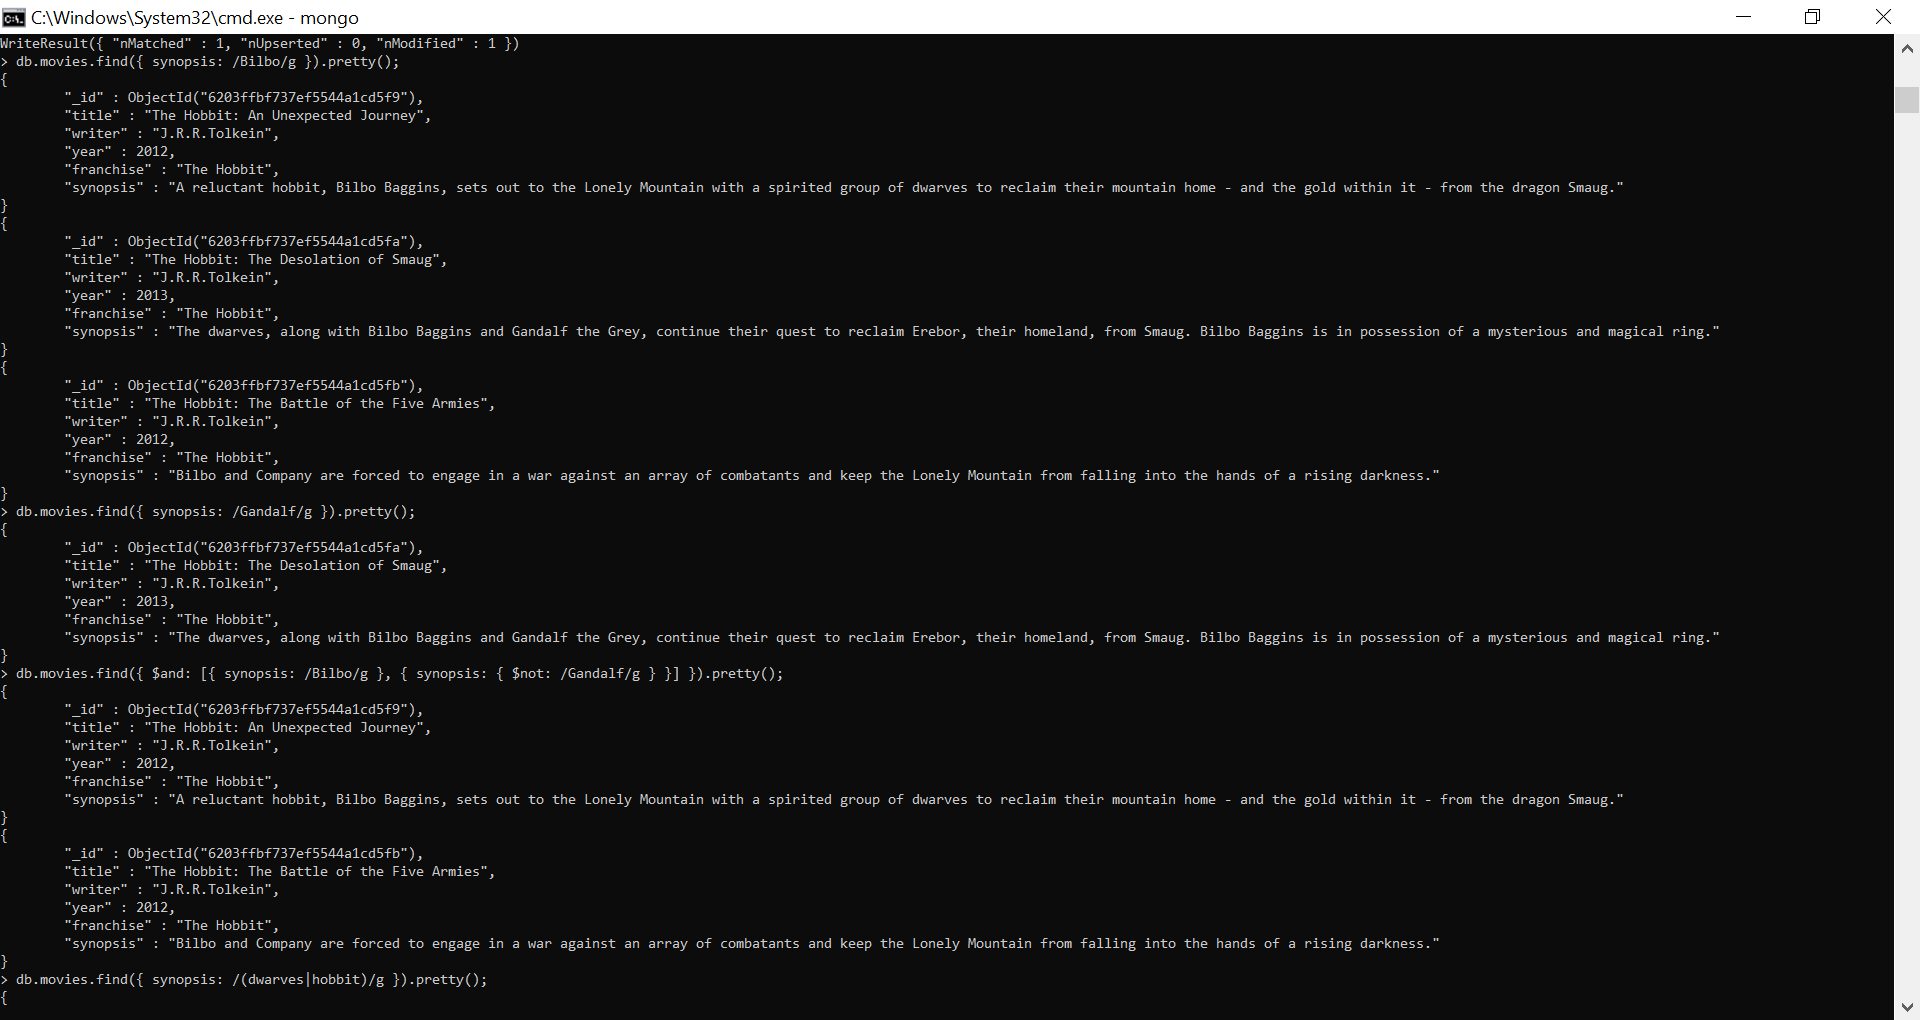 C:\Windows\System32\cmd.exe - mongo
WriteResult({ "nMatched" : 1, "nUpserted" : 0, "nModified" : 1 })
> db.movies.find({ synopsis: /Bilbo/g }).pretty();
{
        "_id" : ObjectId("6203ffbf737ef5544a1cd5f9"),
        "title" : "The Hobbit: An Unexpected Journey",
        "writer" : "J.R.R.Tolkein",
        "year" : 2012,
        "franchise" : "The Hobbit",
        "synopsis" : "A reluctant hobbit, Bilbo Baggins, sets out to the Lonely Mountain with a spirited group of dwarves to reclaim their mountain home - and the gold within it - from the dragon Smaug."
}
{
        "_id" : ObjectId("6203ffbf737ef5544a1cd5fa"),
        "title" : "The Hobbit: The Desolation of Smaug",
        "writer" : "J.R.R.Tolkein",
        "year" : 2013,
        "franchise" : "The Hobbit",
        "synopsis" : "The dwarves, along with Bilbo Baggins and Gandalf the Grey, continue their quest to reclaim Erebor, their homeland, from Smaug. Bilbo Baggins is in possession of a mysterious and magical ring."
}
{
        "_id" : ObjectId("6203ffbf737ef5544a1cd5fb"),
        "title" : "The Hobbit: The Battle of the Five Armies",
        "writer" : "J.R.R.Tolkein",
        "year" : 2012,
        "franchise" : "The Hobbit",
        "synopsis" : "Bilbo and Company are forced to engage in a war against an array of combatants and keep the Lonely Mountain from falling into the hands of a rising darkness."
}
> db.movies.find({ synopsis: /Gandalf/g }).pretty();
{
        "_id" : ObjectId("6203ffbf737ef5544a1cd5fa"),
        "title" : "The Hobbit: The Desolation of Smaug",
        "writer" : "J.R.R.Tolkein",
        "year" : 2013,
        "franchise" : "The Hobbit",
        "synopsis" : "The dwarves, along with Bilbo Baggins and Gandalf the Grey, continue their quest to reclaim Erebor, their homeland, from Smaug. Bilbo Baggins is in possession of a mysterious and magical ring."
}
> db.movies.find({ $and: [{ synopsis: /Bilbo/g }, { synopsis: { $not: /Gandalf/g } }] }).pretty();
{
        "_id" : ObjectId("6203ffbf737ef5544a1cd5f9"),
        "title" : "The Hobbit: An Unexpected Journey",
        "writer" : "J.R.R.Tolkein",
        "year" : 2012,
        "franchise" : "The Hobbit",
        "synopsis" : "A reluctant hobbit, Bilbo Baggins, sets out to the Lonely Mountain with a spirited group of dwarves to reclaim their mountain home - and the gold within it - from the dragon Smaug."
}
{
        "_id" : ObjectId("6203ffbf737ef5544a1cd5fb"),
        "title" : "The Hobbit: The Battle of the Five Armies",
        "writer" : "J.R.R.Tolkein",
        "year" : 2012,
        "franchise" : "The Hobbit",
        "synopsis" : "Bilbo and Company are forced to engage in a war against an array of combatants and keep the Lonely Mountain from falling into the hands of a rising darkness."
}
> db.movies.find({ synopsis: /(dwarves|hobbit)/g }).pretty();
{